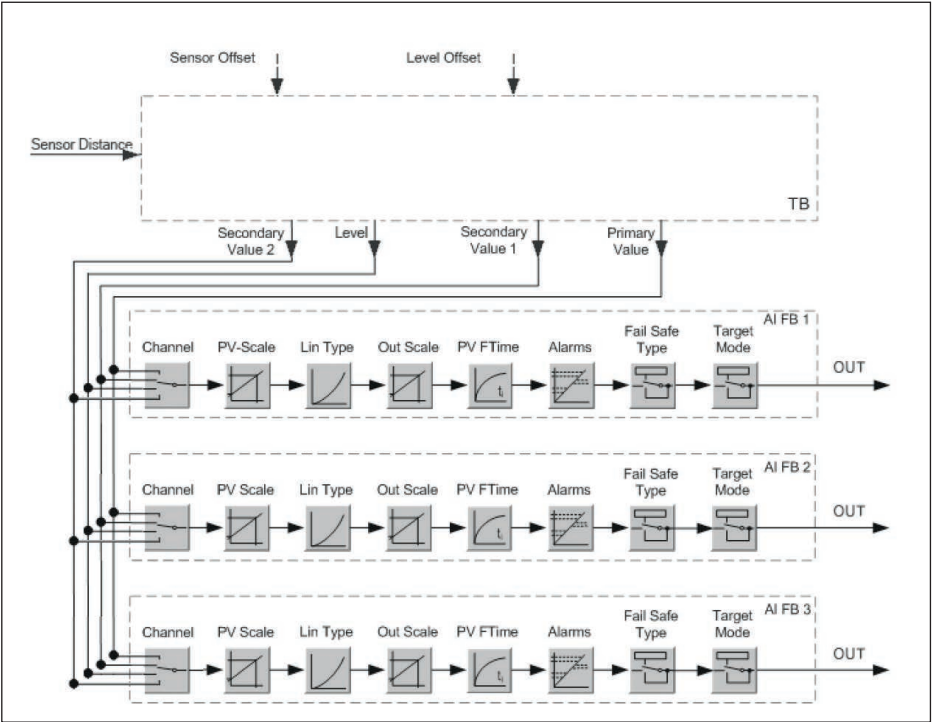 Sensor Offset
Level Offset
Sensor Distance
TB
Secondary
Value 2
Level
Secondary
Value 1
Primary
Value
AI FB 1
Channel
PV-Scale
Lin Type
Out Scale
PV FTime
Alarms
Fail Safe
Type
Target
Mode
OUT
AI FB 2
Channel
PV Scale
Lin Type
Out Scale
PV FTime
Alarms
Fail Safe
Type
Target
Mode
OUT
AI FB 3
Channel
PV Scale
Lin Type
Out Scale
PV FTime
Alarms
Fail Safe
Type
Target
Mode
OUT